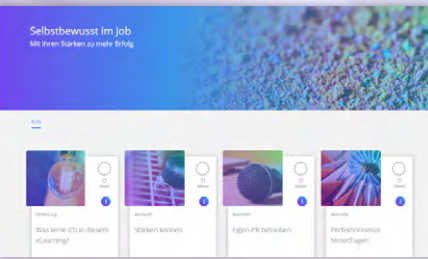 Selbstbewusst im Job
Mit Ihren Stärken zu mehr Erfolg
Kurs
Was lerne ich in diesem
eLearning?
Stärken kennen
Eigen-PR betreiben
Perfektionismus
hinterfragen